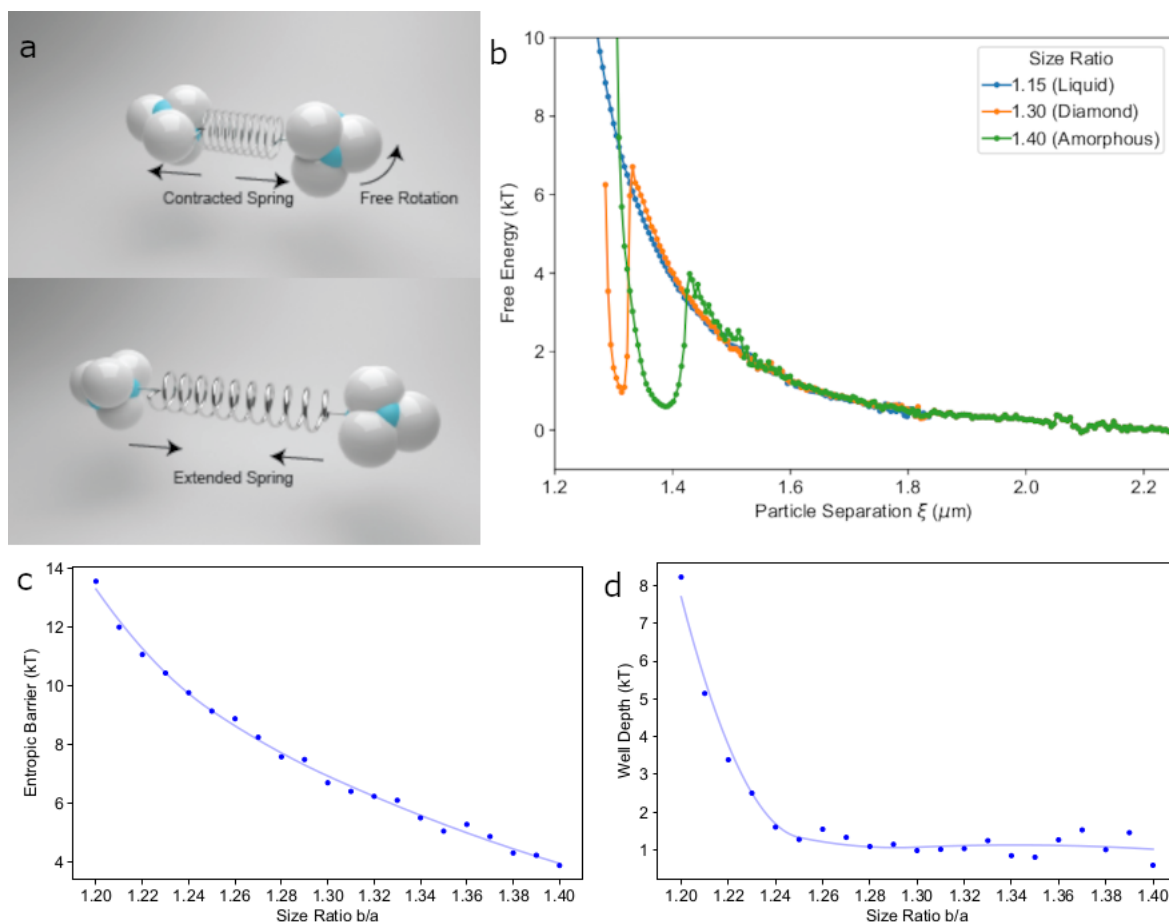 a
Contracted Spring
Free Rotation
Extended Spring
b
10
8
6
4
2
0
Free Energy (kT)
Size Ratio
1.15 (Liquid)
1.30 (Diamond)
1.40 (Amorphous)
1.2 1.4 1.6 1.8 2.0 2.2
Particle Separation ξ (μm)
c
14
12
10
8
6
4
Entropic Barrier (kT)
1.20 1.22 1.24 1.26 1.28 1.30 1.32 1.34 1.36 1.38 1.40
Size Ratio b/a
d
8
7
6
5
4
3
2
1
Well Depth (kT)
1.20 1.22 1.24 1.26 1.28 1.30 1.32 1.34 1.36 1.38 1.40
Size Ratio b/a